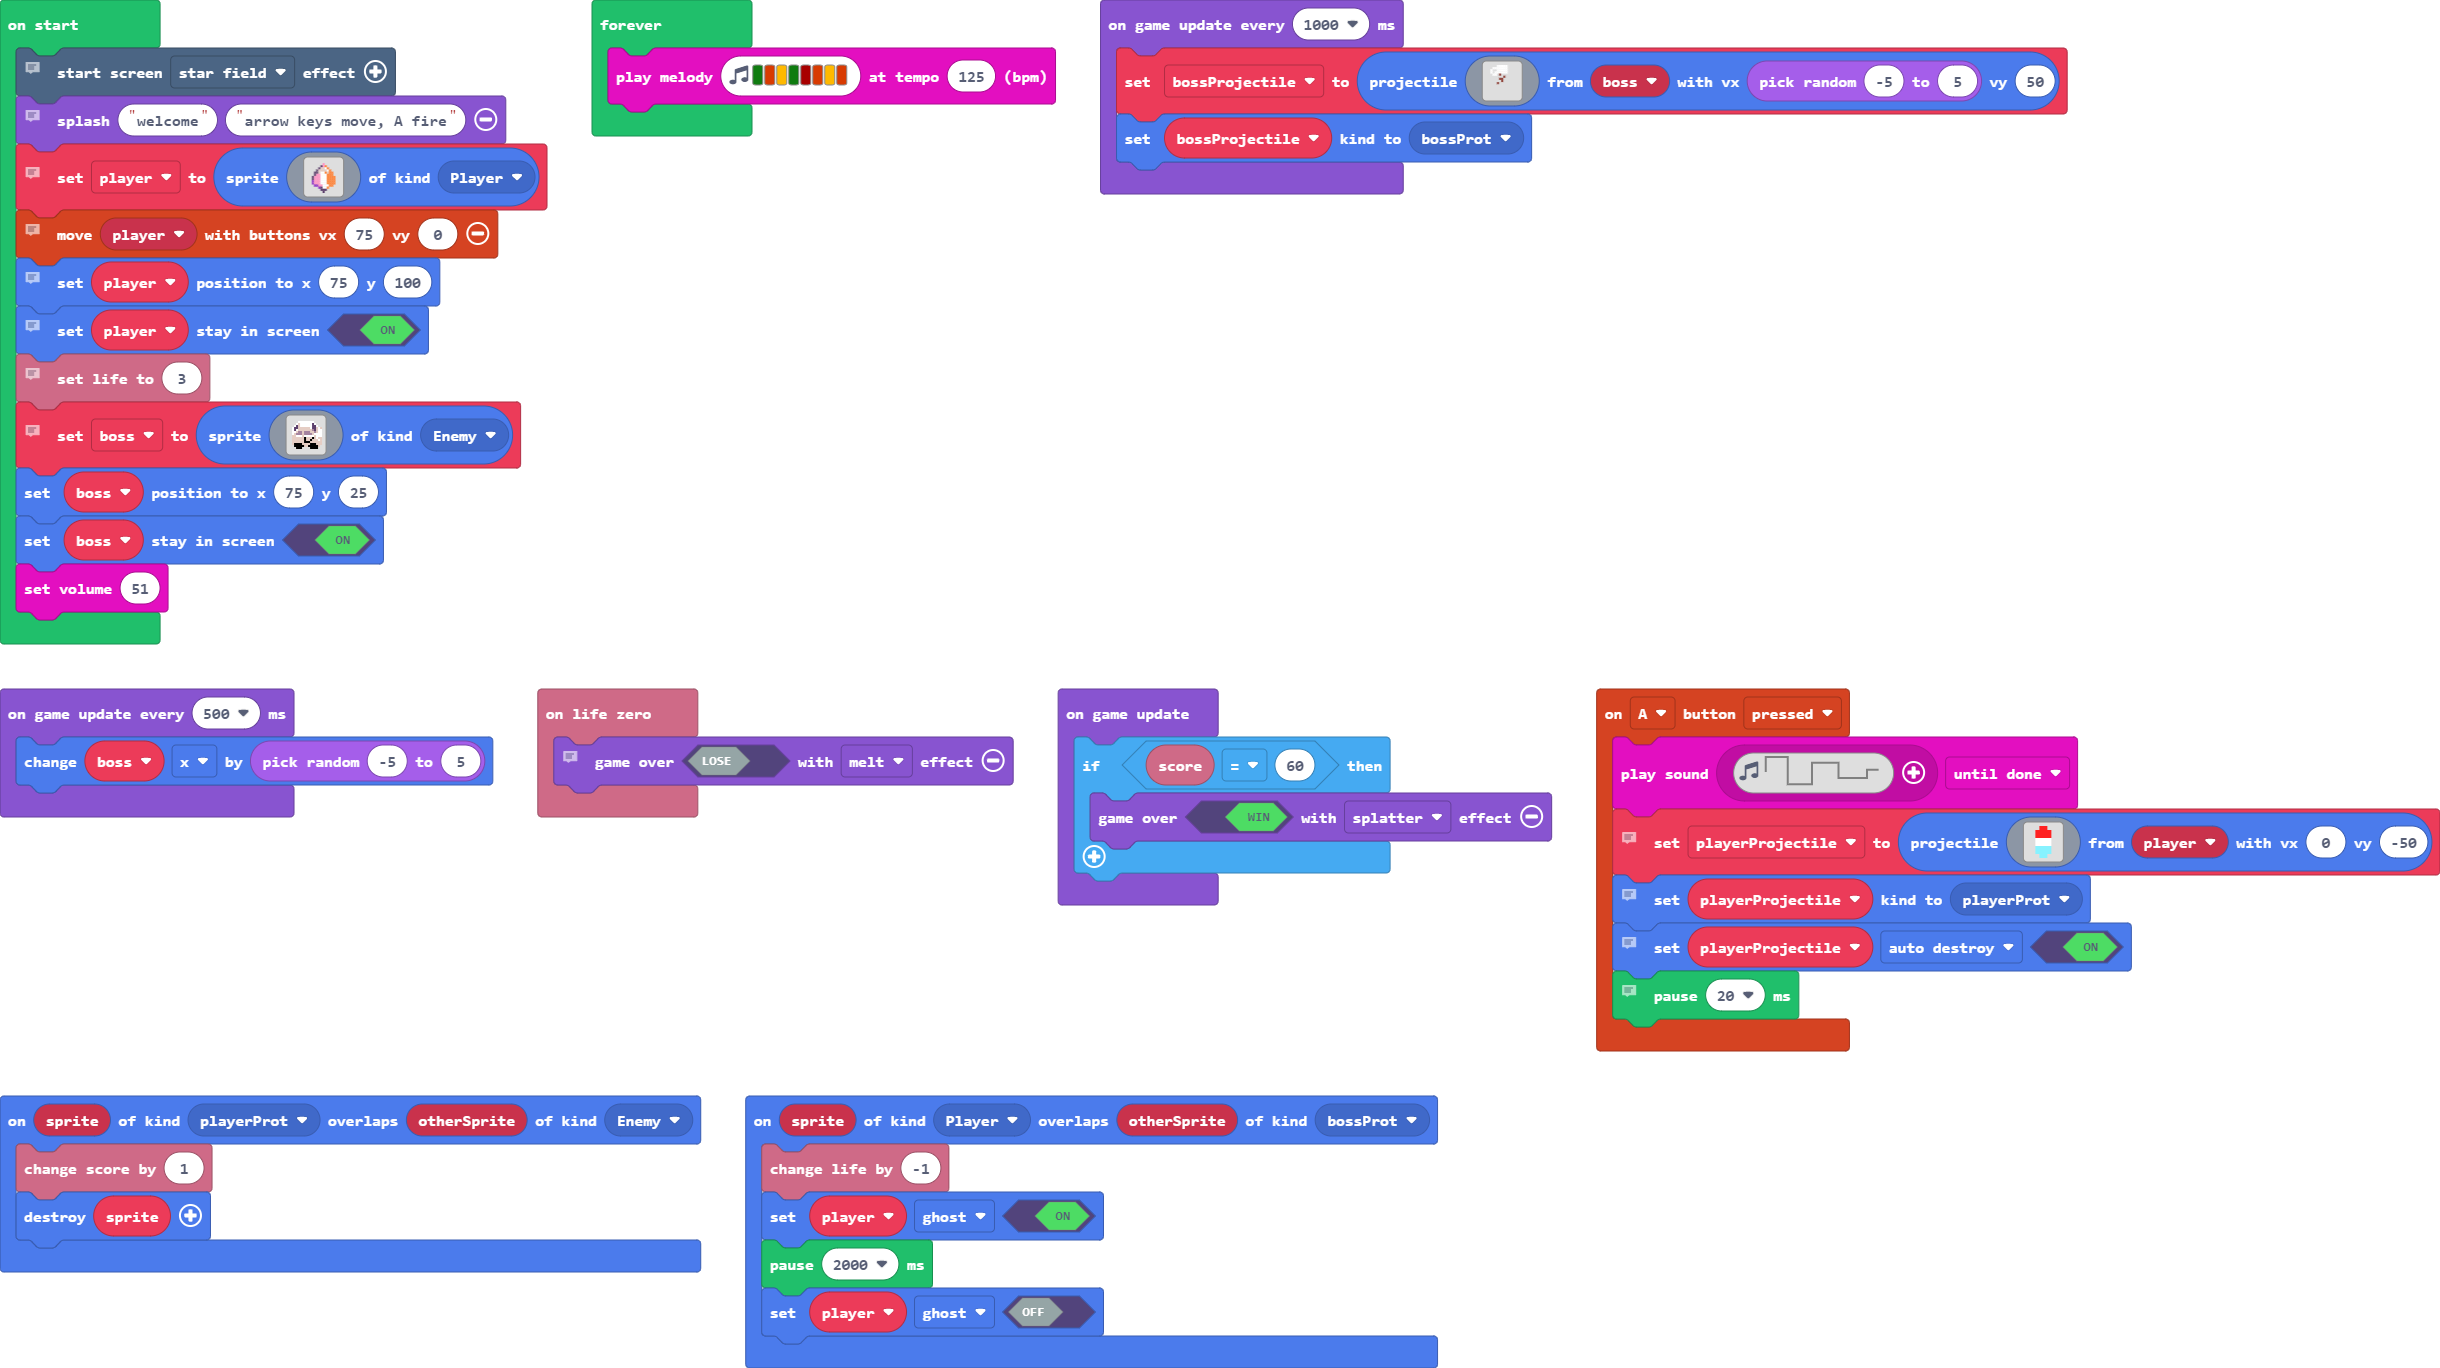 on start
start screen star field effect
splash "welcome" "arrow keys move, A fire"
set player to sprite of kind Player
move player with buttons vx 75 vy 0
set player position to x 75 y 100
set player stay in screen ON
set life to 3
set boss to sprite of kind Enemy
set boss position to x 75 y 25
set boss stay in screen ON
set volume 51
forever
play melody at tempo 125 (bpm)
on game update every 1000 ms
set bossProjectile to projectile from boss with vx pick random -5 to 5 vy 50
set bossProjectile kind to bossProt
on game update every 500 ms
change boss x by pick random -5 to 5
on life zero
game over LOSE with melt effect
on game update
if score = 60 then
game over WIN with splatter effect
on A button pressed
play sound until done
set playerProjectile to projectile from player with vx 0 vy -50
set playerProjectile kind to playerProt
set playerProjectile auto destroy ON
pause 20 ms
on sprite of kind playerProt overlaps otherSprite of kind Enemy
change score by 1
destroy sprite
on sprite of kind Player overlaps otherSprite of kind bossProt
change life by -1
set player ghost ON
pause 2000 ms
set player ghost OFF